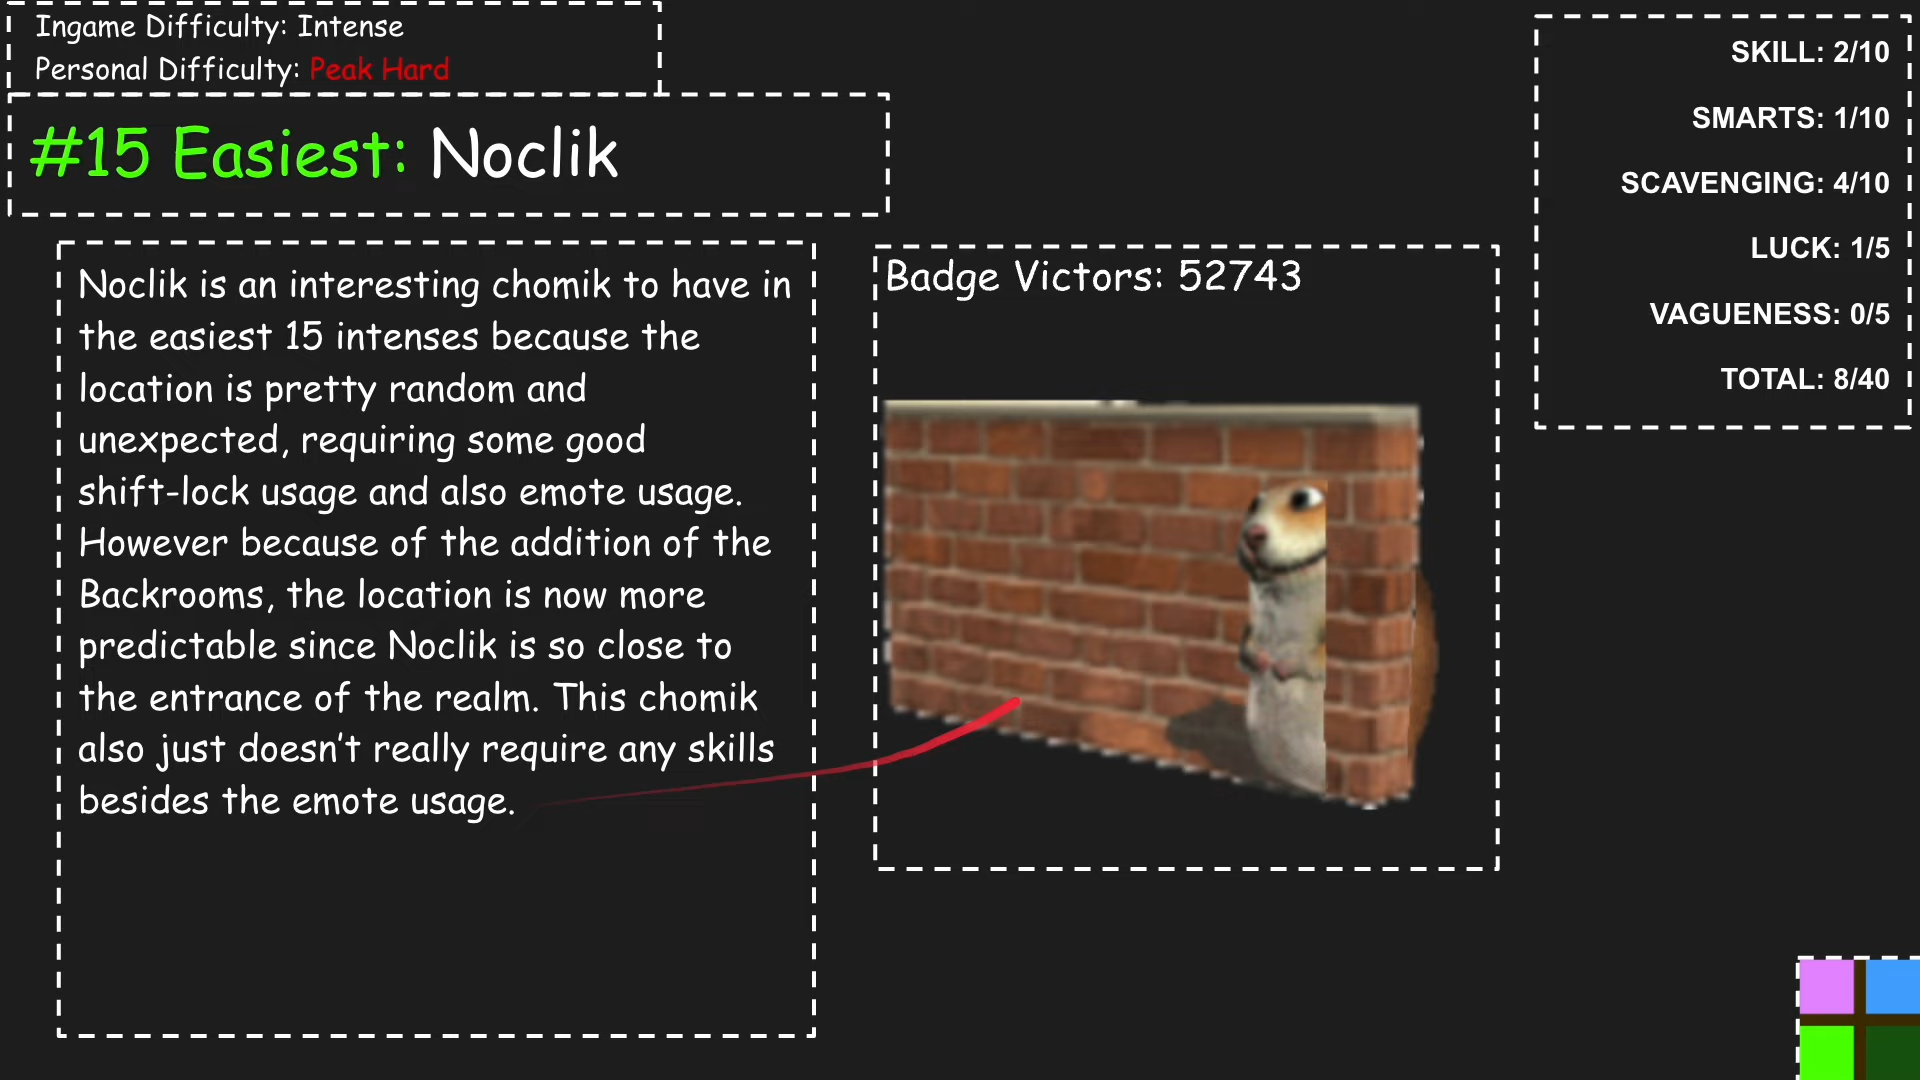 Ingame Difficulty: Intense
Personal Difficulty: Peak Hard
#15 Easiest: Noclik
Noclik is an interesting chomik to have in
the easiest 15 intenses because the
location is pretty random and
unexpected, requiring some good
shift-lock usage and also emote usage.
However because of the addition of the
Backrooms, the location is now more
predictable since Noclik is so close to
the entrance of the realm. This chomik
also just doesn't really require any skills
besides the emote usage.
Badge Victors: 52743
SKILL: 2/10
SMARTS: 1/10
SCAVENGING: 4/10
LUCK: 1/5
VAGUENESS: 0/5
TOTAL: 8/40